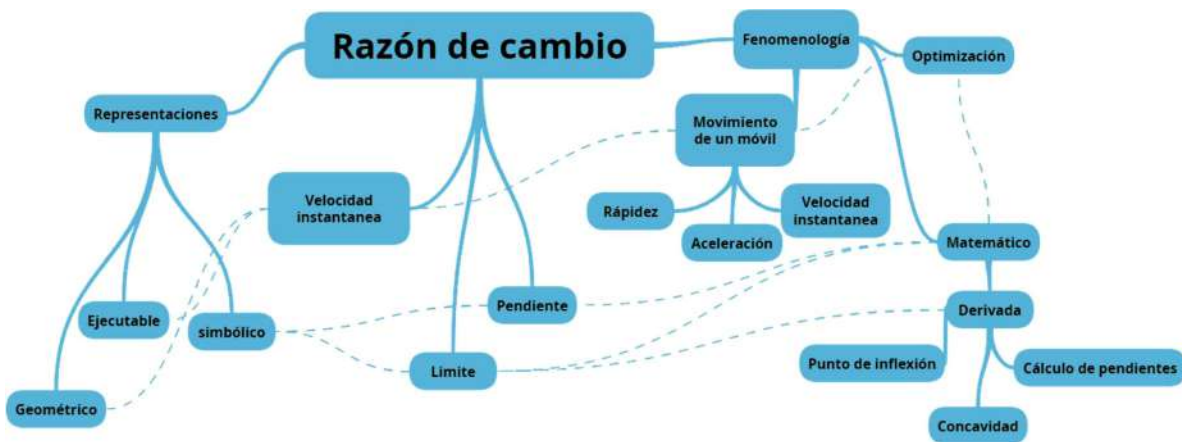 Razón de cambio
Fenomenología
Optimización
Representaciones
Movimiento
de un móvil
Velocidad
instantanea
Rápidez
Velocidad
instantanea
Aceleración
Matemático
Pendiente
Ejecutable
simbólico
Derivada
Limite
Punto de inflexión
Cálculo de pendientes
Geométrico
Concavidad